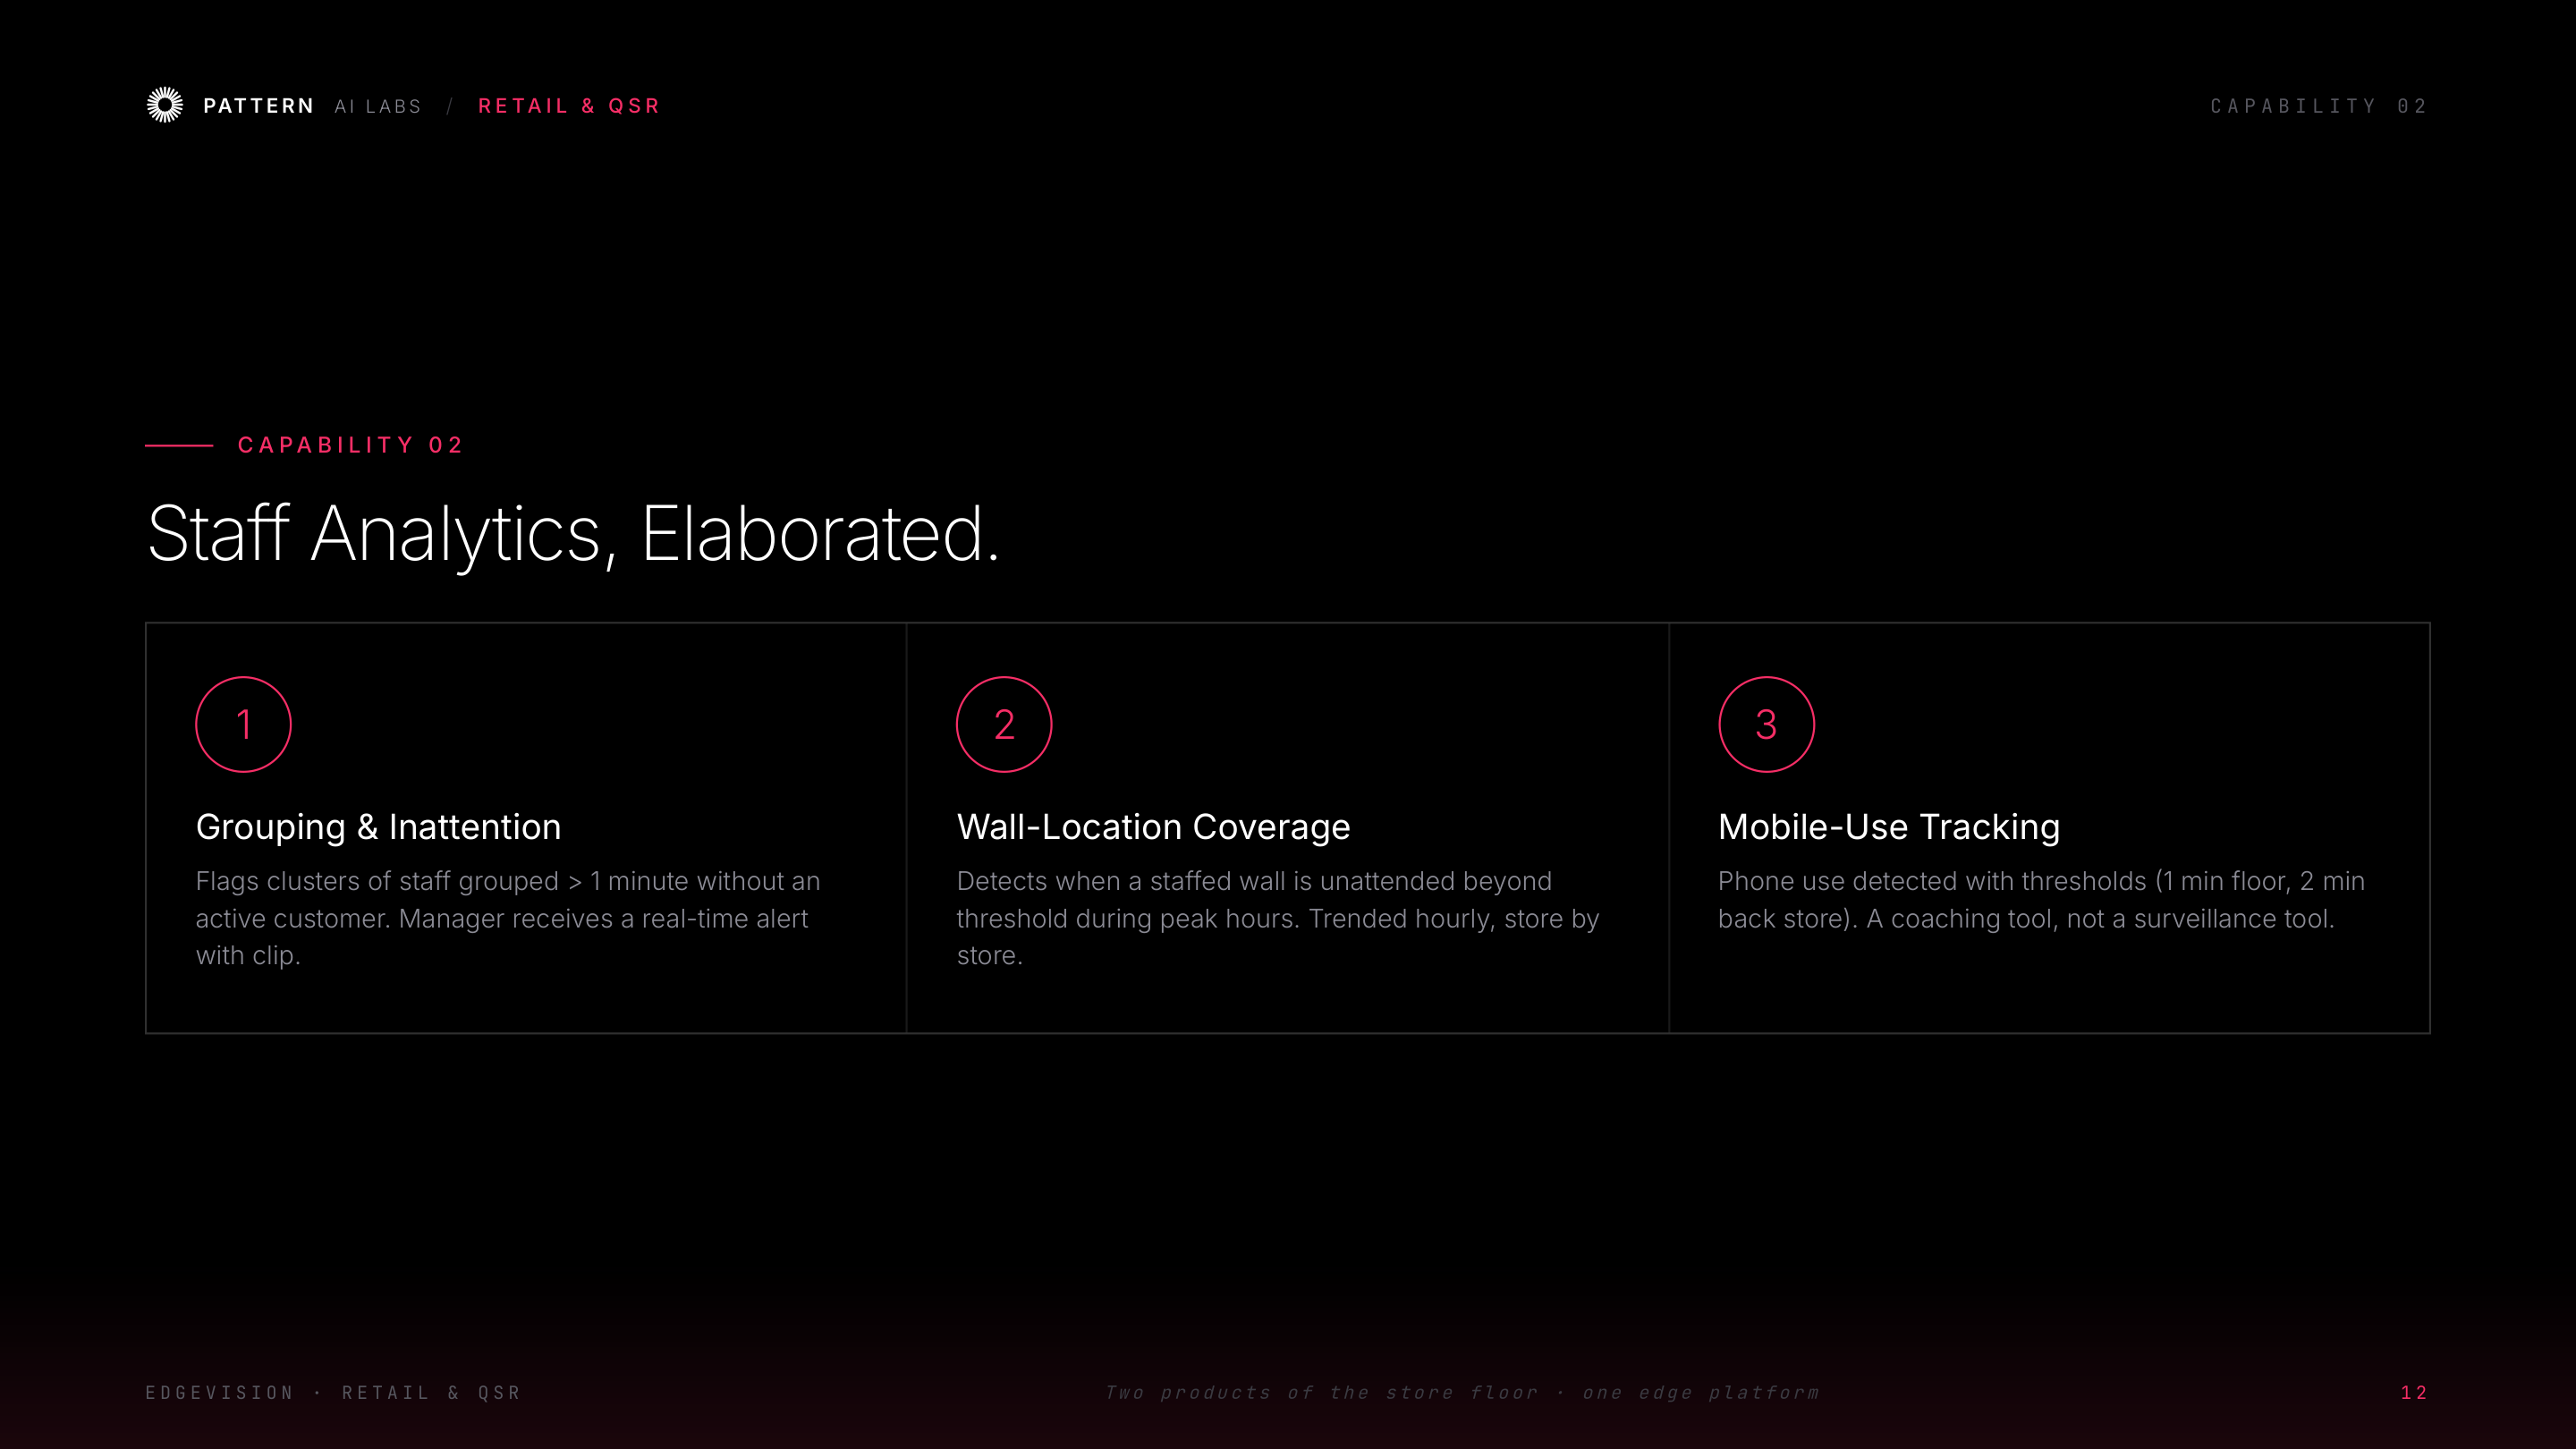 PATTERN AI LABS / RETAIL & QSR
CAPABILITY 02
CAPABILITY 02
Staff Analytics, Elaborated.
1
Grouping & Inattention
Flags clusters of staff grouped > 1 minute without an
active customer. Manager receives a real-time alert
with clip.
2
Wall-Location Coverage
Detects when a staffed wall is unattended beyond
threshold during peak hours. Trended hourly, store by
store.
3
Mobile-Use Tracking
Phone use detected with thresholds (1 min floor, 2 min
back store). A coaching tool, not a surveillance tool.
EDGEVISION · RETAIL & QSR
Two products of the store floor · one edge platform
12